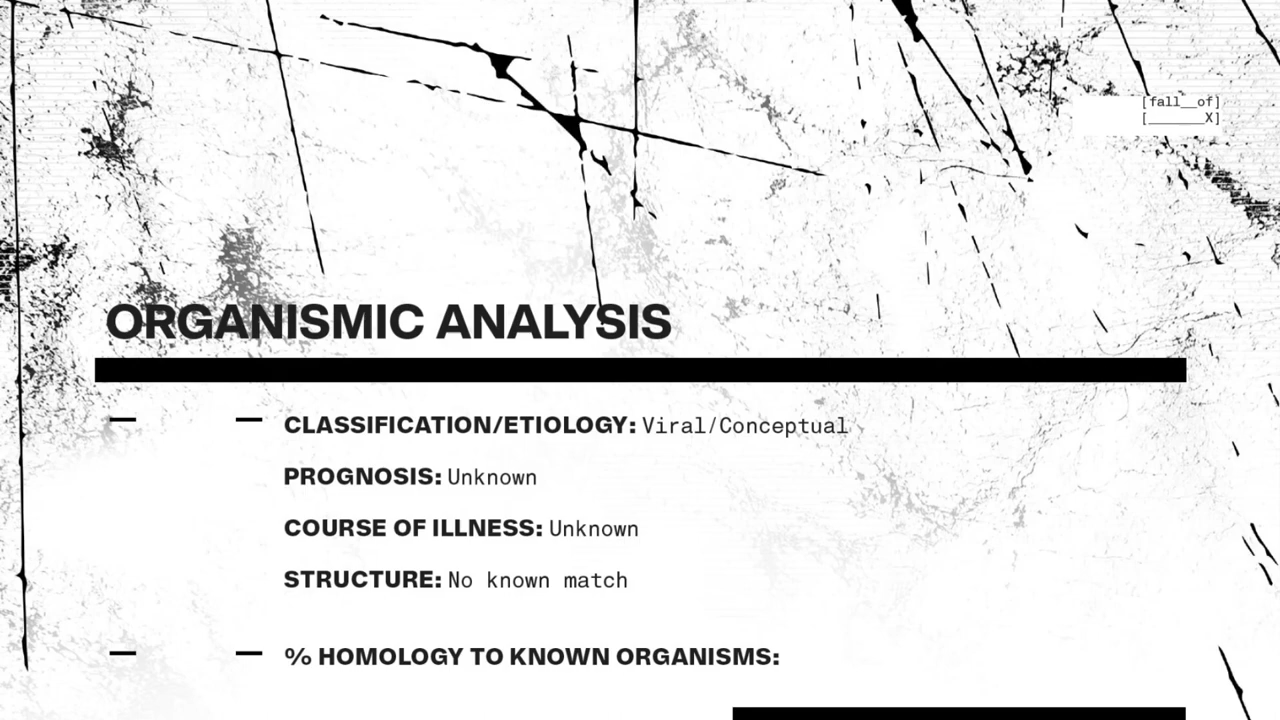 [fall__of]
[_______X]
ORGANISMIC ANALYSIS
CLASSIFICATION/ETIOLOGY: Viral/Conceptual
PROGNOSIS: Unknown
COURSE OF ILLNESS: Unknown
STRUCTURE: No known match
% HOMOLOGY TO KNOWN ORGANISMS: